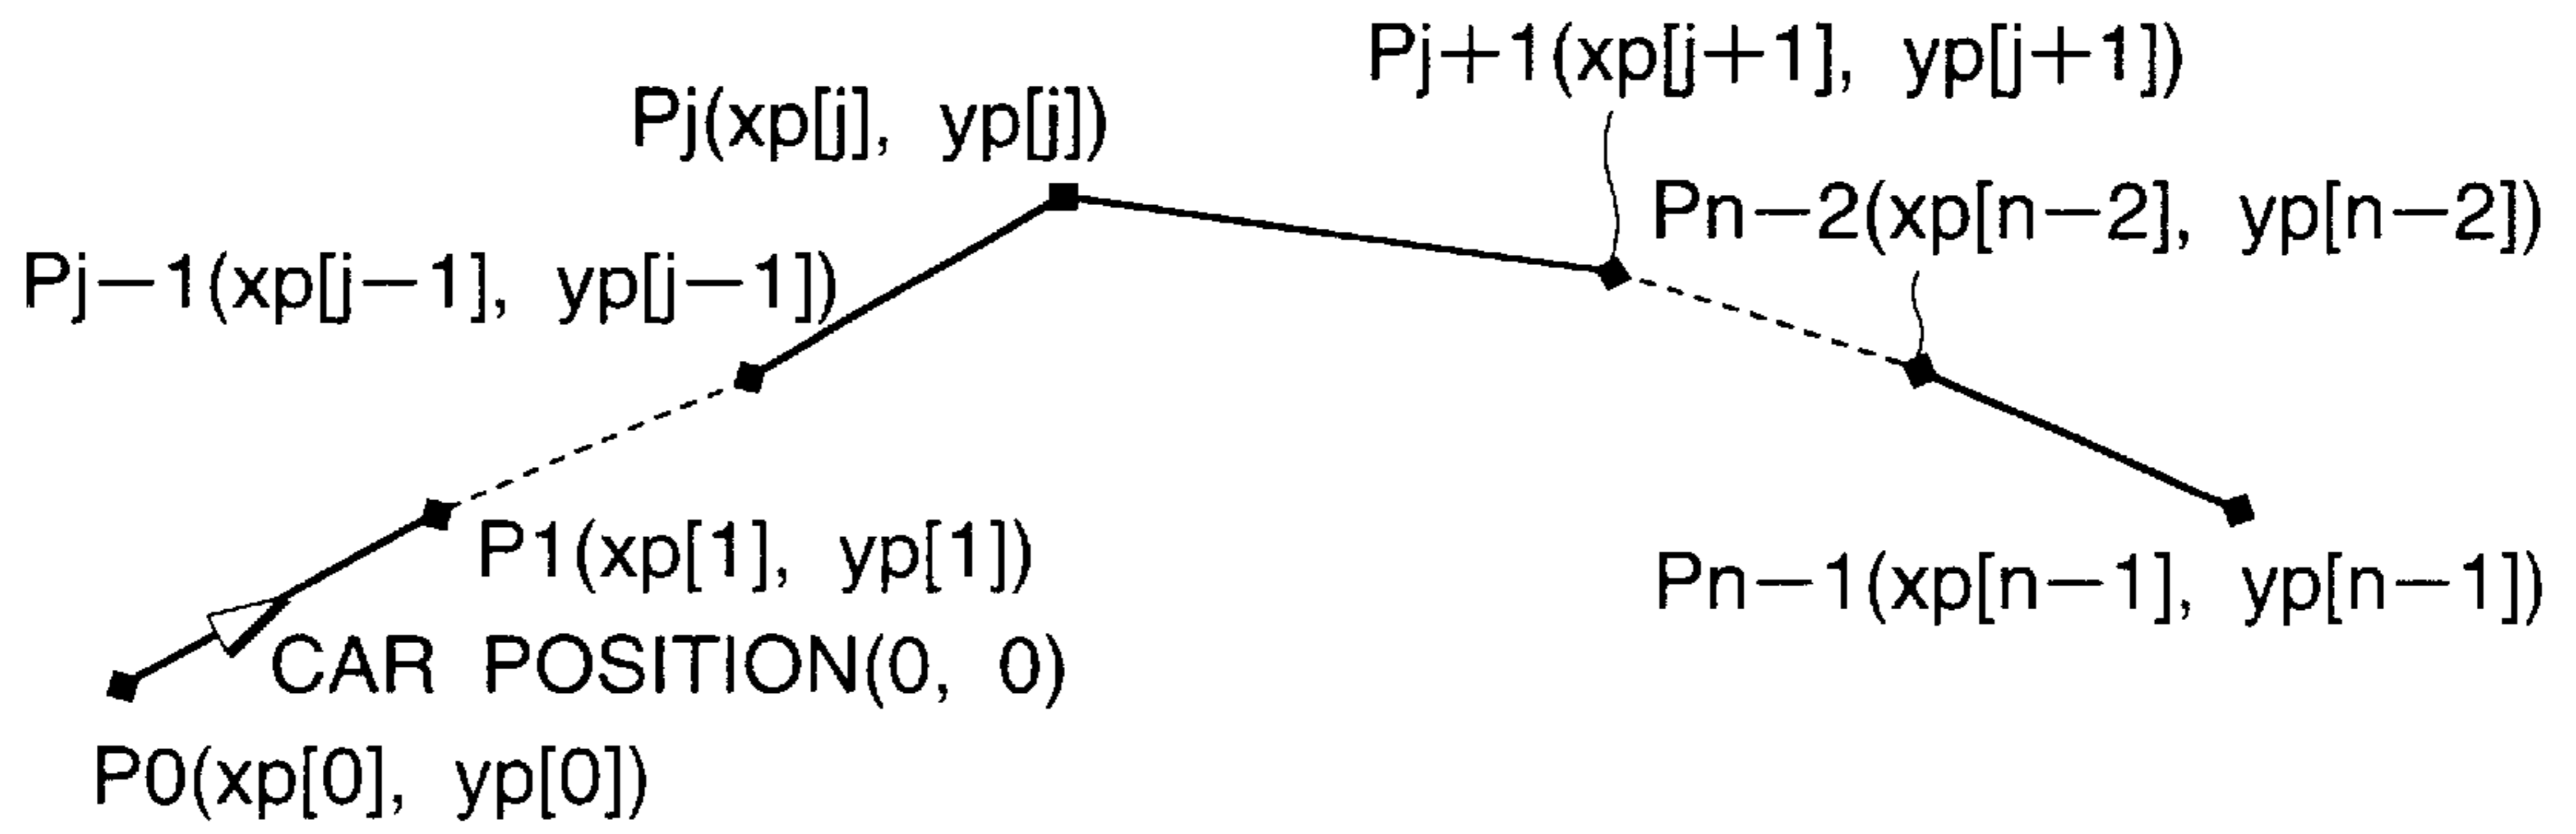 Pj+1(xp[j+1], yp[j+1])
Pj(xp[j], yp[j])
Pn−2(xp[n−2], yp[n−2])
Pj−1(xp[j−1], yp[j−1])
P1(xp[1], yp[1])
Pn−1(xp[n−1], yp[n−1])
CAR POSITION(0, 0)
P0(xp[0], yp[0])